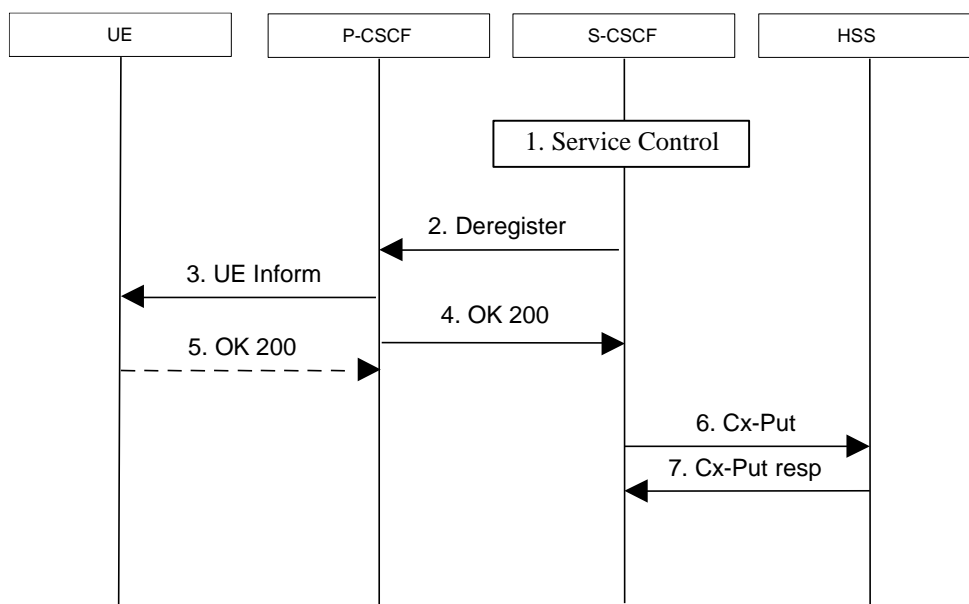 UE
P-CSCF
S-CSCF
HSS
1. Service Control
2. Deregister
3. UE Inform
4. OK 200
5. OK 200
6. Cx-Put
7. Cx-Put resp